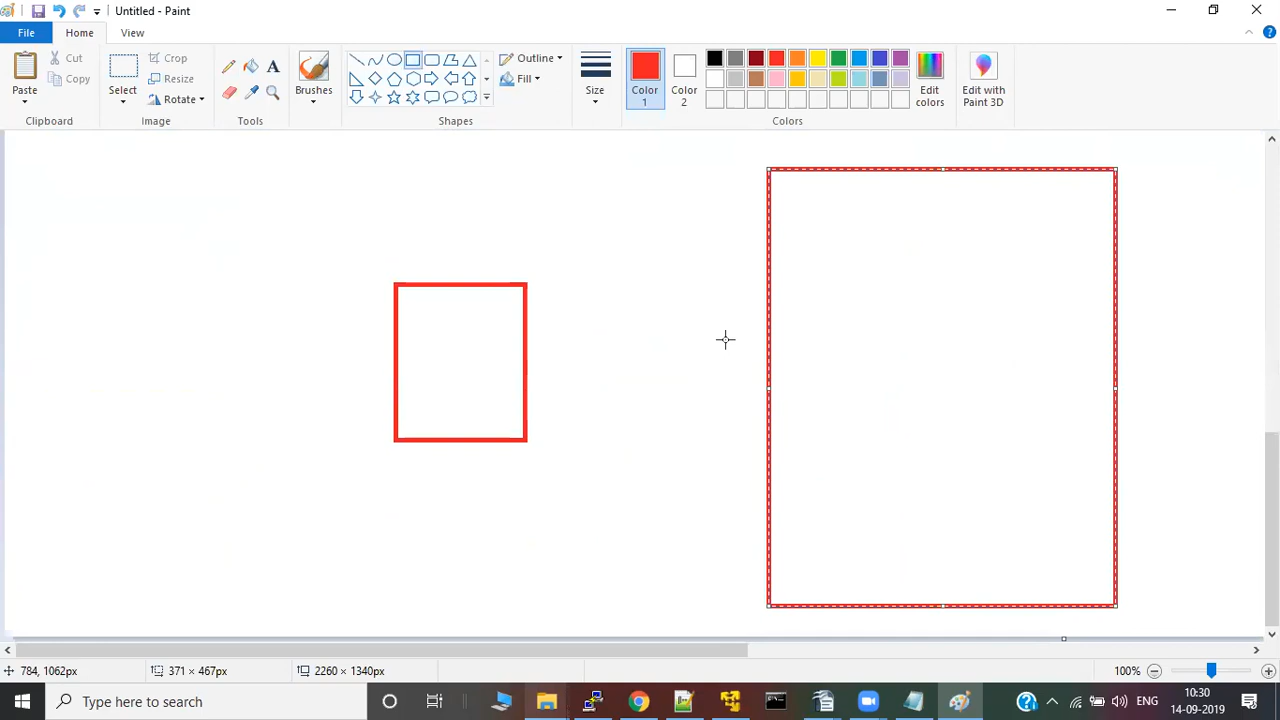 Untitled - Paint
File
Home
View
Paste
Cut
Copy
Clipboard
Select
Crop
Resize
Rotate
Image
A
Tools
Brushes
Outline
Fill
Shapes
Size
Color 1
Color 2
Edit colors
Colors
Edit with Paint 3D
784, 1062px
371 × 467px
2260 × 1340px
100%
Type here to search
ENG
10:30
14-09-2019